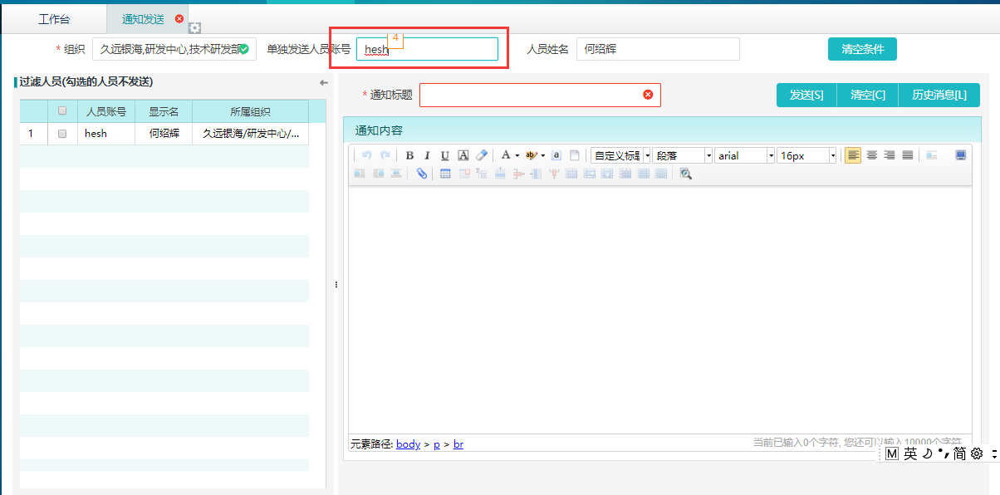 工作台 通知发送
* 组织 久远银海,研发中心,技术研发部 单独发送人员账号 hesh 4 人员姓名 何绍辉 清空条件
过滤人员(勾选的人员不发送)
人员账号 显示名 所属组织
1 hesh 何绍辉 久远银海/研发中心/...
* 通知标题 发送[S] 清空[C] 历史消息[L]
通知内容
B I U A A ab a 自定义标题 段落 arial 16px
元素路径: body > p > br 当前已输入0个字符, 您还可以输入10000个字符
M 英 简